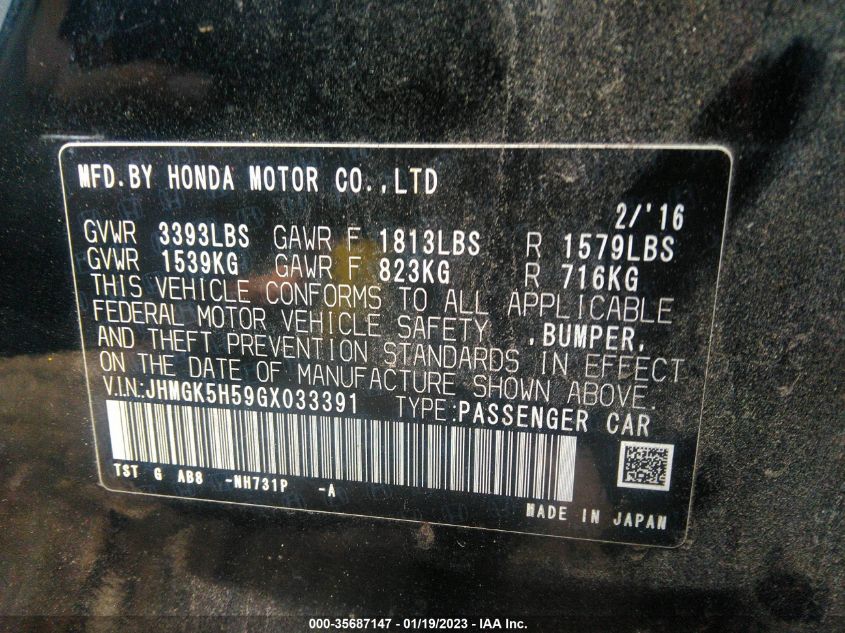 MFD.BY HONDA MOTOR CO.,LTD
2/'16
GVWR 3393LBS GAWR F 1813LBS R 1579LBS
GVWR 1539KG GAWR F 823KG R 716KG
THIS VEHICLE CONFORMS TO ALL APPLICABLE
FEDERAL MOTOR VEHICLE SAFETY ,BUMPER,
AND THEFT PREVENTION STANDARDS IN EFFECT
ON THE DATE OF MANUFACTURE SHOWN ABOVE.
V.I.N:JHMGK5H59GX033391 TYPE:PASSENGER CAR
TST G AB8 -NH731P -A
MADE IN JAPAN
000-35687147 - 01/19/2023 - IAA Inc.